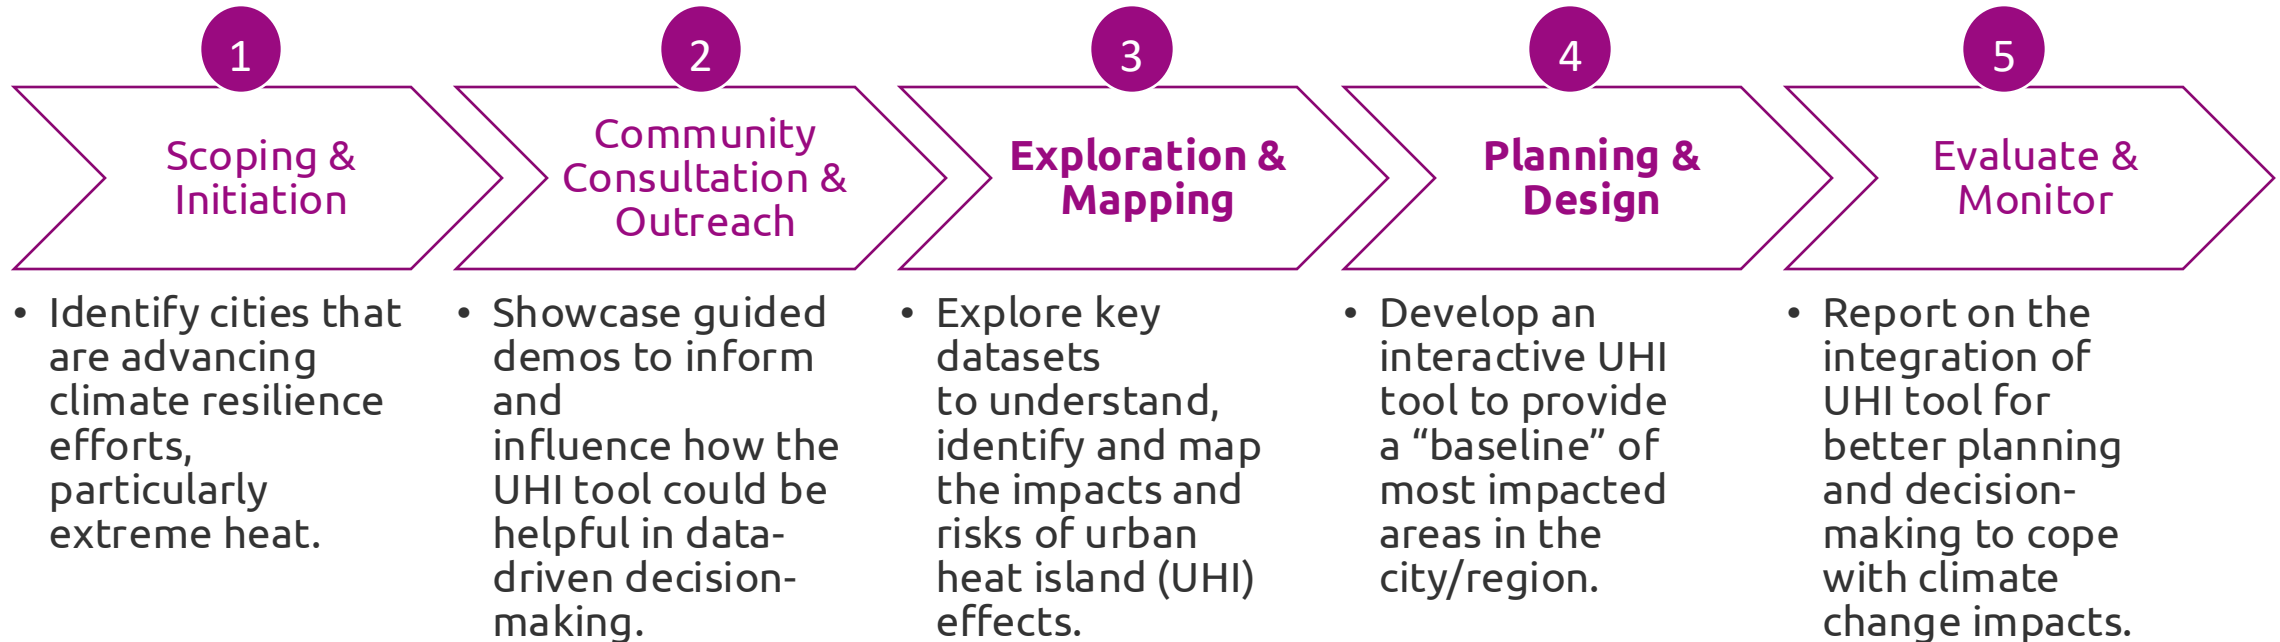 1
Scoping &
Initiation
• Identify cities that
are advancing
climate resilience
efforts,
particularly
extreme heat.
2
Community
Consultation &
Outreach
• Showcase guided
demos to inform
and
influence how the
UHI tool could be
helpful in data-
driven decision-
making.
3
Exploration &
Mapping
• Explore key
datasets
to understand,
identify and map
the impacts and
risks of urban
heat island (UHI)
effects.
4
Planning &
Design
• Develop an
interactive UHI
tool to provide
a “baseline” of
most impacted
areas in the
city/region.
5
Evaluate &
Monitor
• Report on the
integration of
UHI tool for
better planning
and decision-
making to cope
with climate
change impacts.